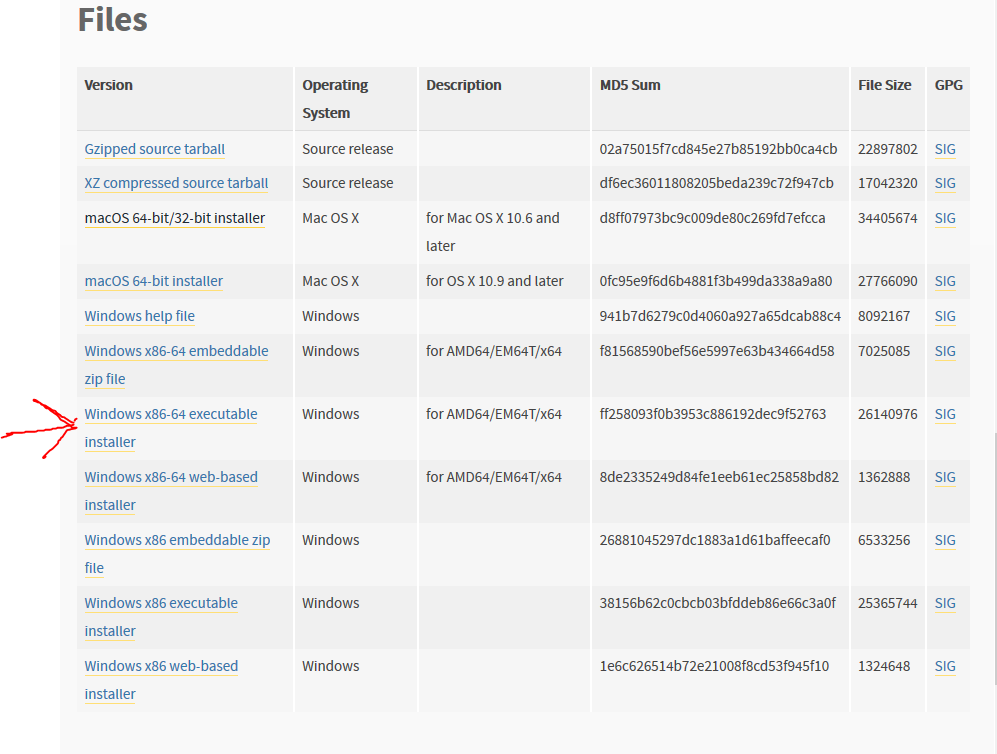 Files
Version Operating System Description MD5 Sum File Size GPG
Gzipped source tarball Source release 02a75015f7cd845e27b85192bb0ca4cb 22897802 SIG
XZ compressed source tarball Source release df6ec36011808205beda239c72f947cb 17042320 SIG
macOS 64-bit/32-bit installer Mac OS X for Mac OS X 10.6 and later d8ff07973bc9c009de80c269fd7efcca 34405674 SIG
macOS 64-bit installer Mac OS X for OS X 10.9 and later 0fc95e9f6d6b4881f3b499da338a9a80 27766090 SIG
Windows help file Windows 941b7d6279c0d4060a927a65dcab88c4 8092167 SIG
Windows x86-64 embeddable zip file Windows for AMD64/EM64T/x64 f81568590bef56e5997e63b434664d58 7025085 SIG
Windows x86-64 executable installer Windows for AMD64/EM64T/x64 ff258093f0b3953c886192dec9f52763 26140976 SIG
Windows x86-64 web-based installer Windows for AMD64/EM64T/x64 8de2335249d84fe1eeb61ec25858bd82 1362888 SIG
Windows x86 embeddable zip file Windows 26881045297dc1883a1d61baffeecaf0 6533256 SIG
Windows x86 executable installer Windows 38156b62c0cbcb03bfddeb86e66c3a0f 25365744 SIG
Windows x86 web-based installer Windows 1e6c626514b72e21008f8cd53f945f10 1324648 SIG